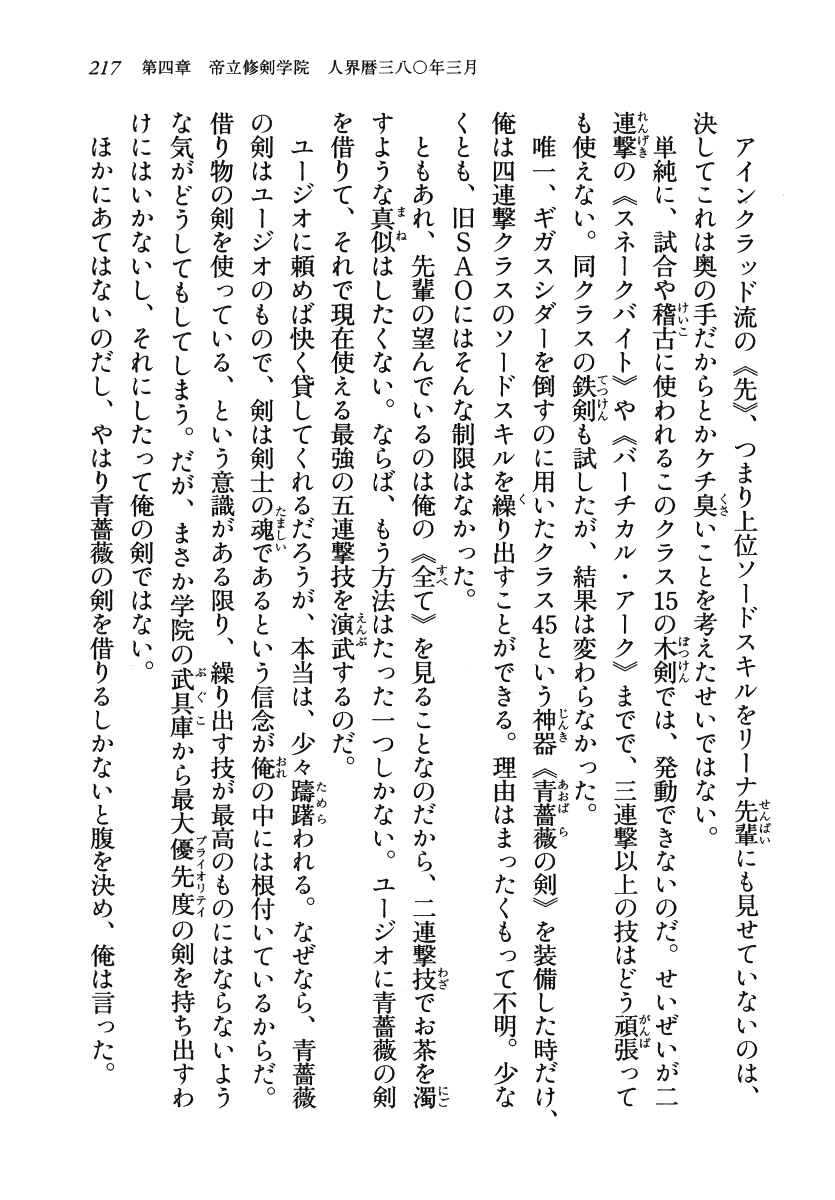 217　第四章　帝立修剣学院　人界暦三八〇年三月
　アインクラッド流の《先》、つまり上位ソードスキルをリーナ先輩にも見せていないのは、
決してこれは奥の手だからとかケチ臭いことを考えたせいではない。
　単純に、試合や稽古に使われるこのクラス15の木剣では、発動できないのだ。せいぜいが二
連撃の《スネークバイト》や《バーチカル・アーク》までで、三連撃以上の技はどう頑張って
も使えない。同クラスの鉄剣も試したが、結果は変わらなかった。
　唯一、ギガスシダーを倒すのに用いたクラス45という神器《青薔薇の剣》を装備した時だけ、
俺は四連撃クラスのソードスキルを繰り出すことができる。理由はまったくもって不明。少な
くとも、旧ＳＡＯにはそんな制限はなかった。
　ともあれ、先輩の望んでいるのは俺の《全て》を見ることなのだから、二連撃技でお茶を濁
すような真似はしたくない。ならば、もう方法はたった一つしかない。ユージオに青薔薇の剣
を借りて、それで現在使える最強の五連撃技を演武するのだ。
　ユージオに頼めば快く貸してくれるだろうが、本当は、少々躊躇われる。なぜなら、青薔薇
の剣はユージオのもので、剣は剣士の魂であるという信念が俺の中には根付いているからだ。
借り物の剣を使っている、という意識がある限り、繰り出す技が最高のものにはならないよう
な気がどうしてもしてしまう。だが、まさか学院の武具庫から最大優先度の剣を持ち出すわ
けにはいかないし、それにしたって俺の剣ではない。
　ほかにあてはないのだし、やはり青薔薇の剣を借りるしかないと腹を決め、俺は言った。